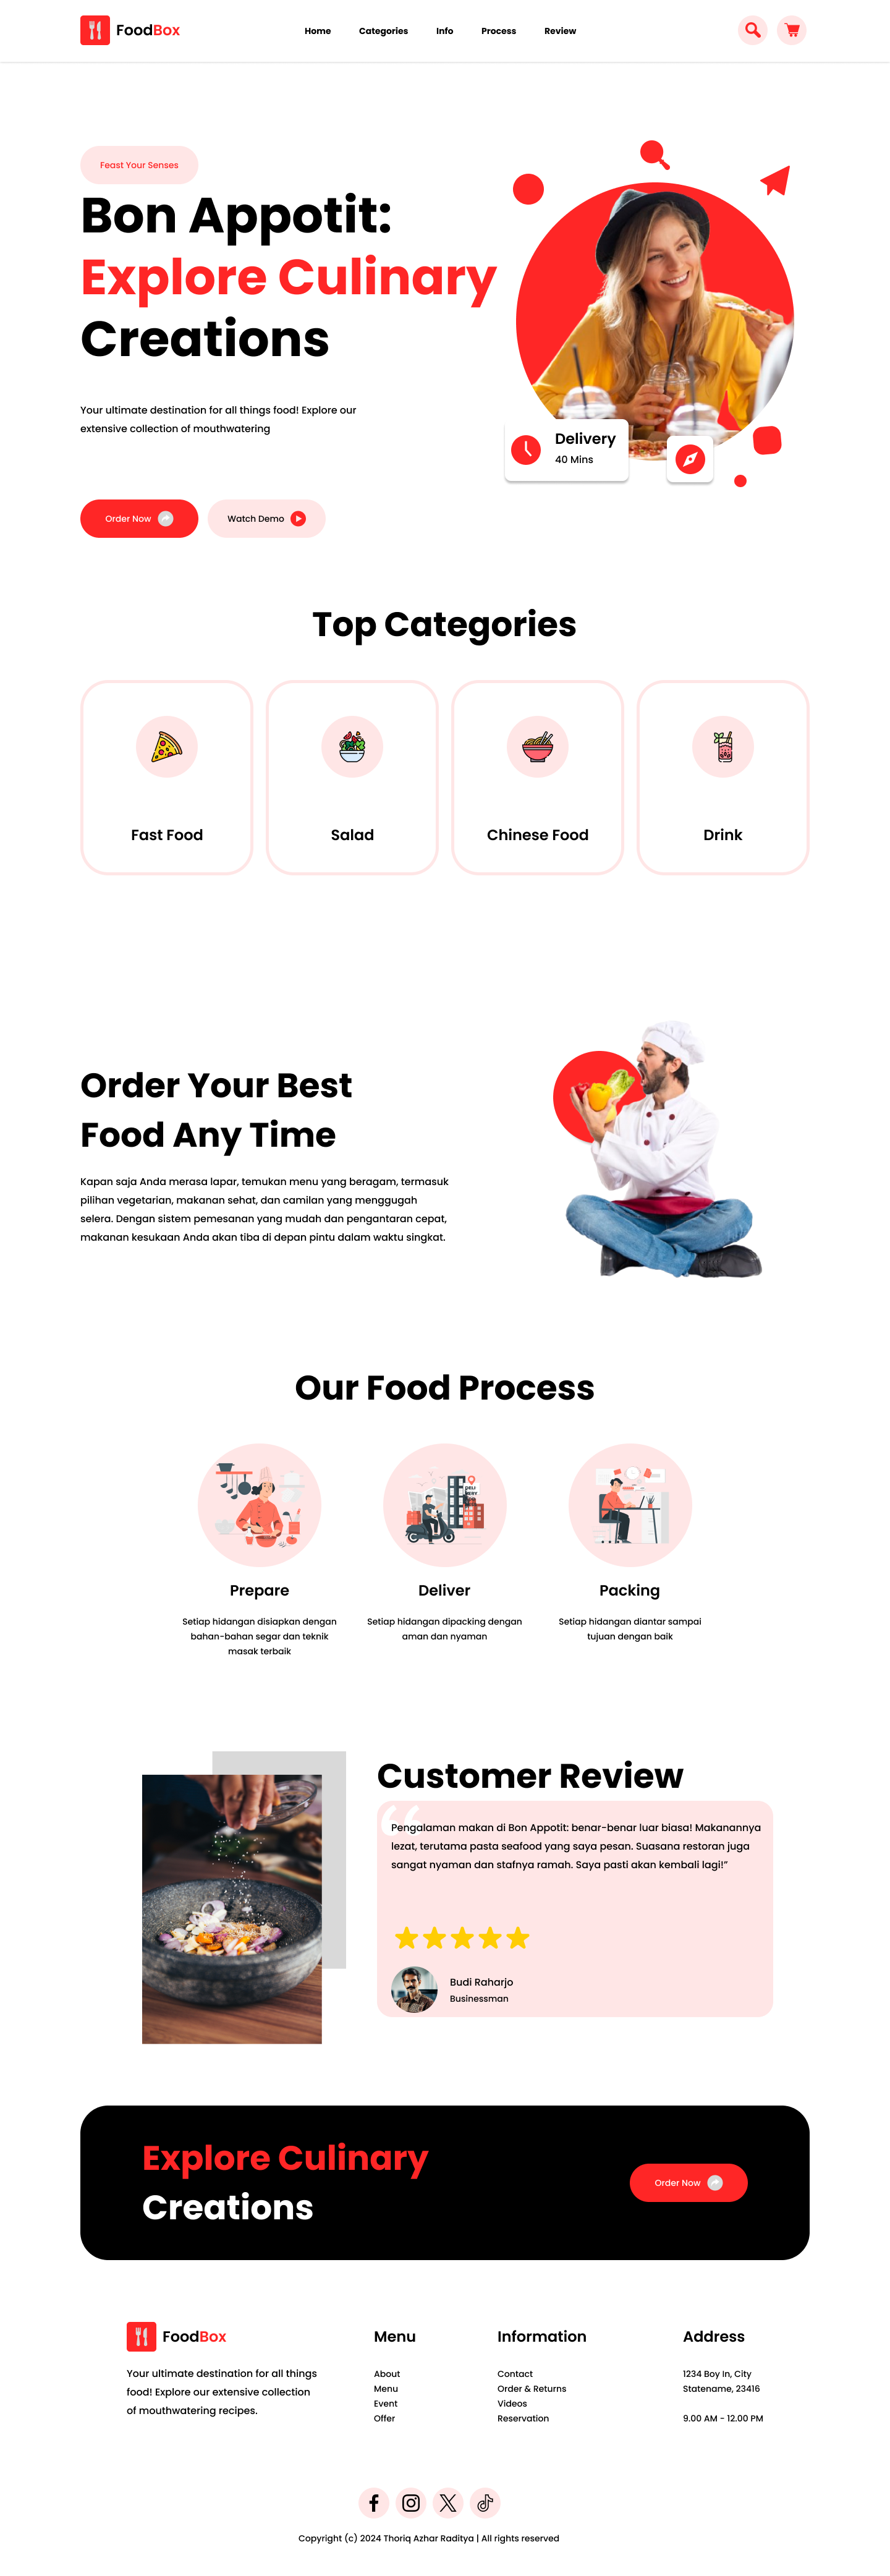 FoodBox
Home Categories Info Process Review
Feast Your Senses
Bon Appotit:
Explore Culinary
Creations
Your ultimate destination for all things food! Explore our
extensive collection of mouthwatering
Delivery
40 Mins
Order Now
Watch Demo
Top Categories
Fast Food
Salad
Chinese Food
Drink
Order Your Best
Food Any Time
Kapan saja Anda merasa lapar, temukan menu yang beragam, termasuk
pilihan vegetarian, makanan sehat, dan camilan yang menggugah
selera. Dengan sistem pemesanan yang mudah dan pengantaran cepat,
makanan kesukaan Anda akan tiba di depan pintu dalam waktu singkat.
Our Food Process
Prepare
Setiap hidangan disiapkan dengan
bahan-bahan segar dan teknik
masak terbaik
DELI
VERY
Deliver
Setiap hidangan dipacking dengan
aman dan nyaman
Packing
Setiap hidangan diantar sampai
tujuan dengan baik
Customer Review
“
Pengalaman makan di Bon Appotit: benar-benar luar biasa! Makanannya
lezat, terutama pasta seafood yang saya pesan. Suasana restoran juga
sangat nyaman dan stafnya ramah. Saya pasti akan kembali lagi!”
Budi Raharjo
Businessman
Explore Culinary
Creations
Order Now
FoodBox
Your ultimate destination for all things
food! Explore our extensive collection
of mouthwatering recipes.
Menu
About
Menu
Event
Offer
Information
Contact
Order & Returns
Videos
Reservation
Address
1234 Boy In, City
Statename, 23416
9.00 AM - 12.00 PM
Copyright (c) 2024 Thoriq Azhar Raditya | All rights reserved